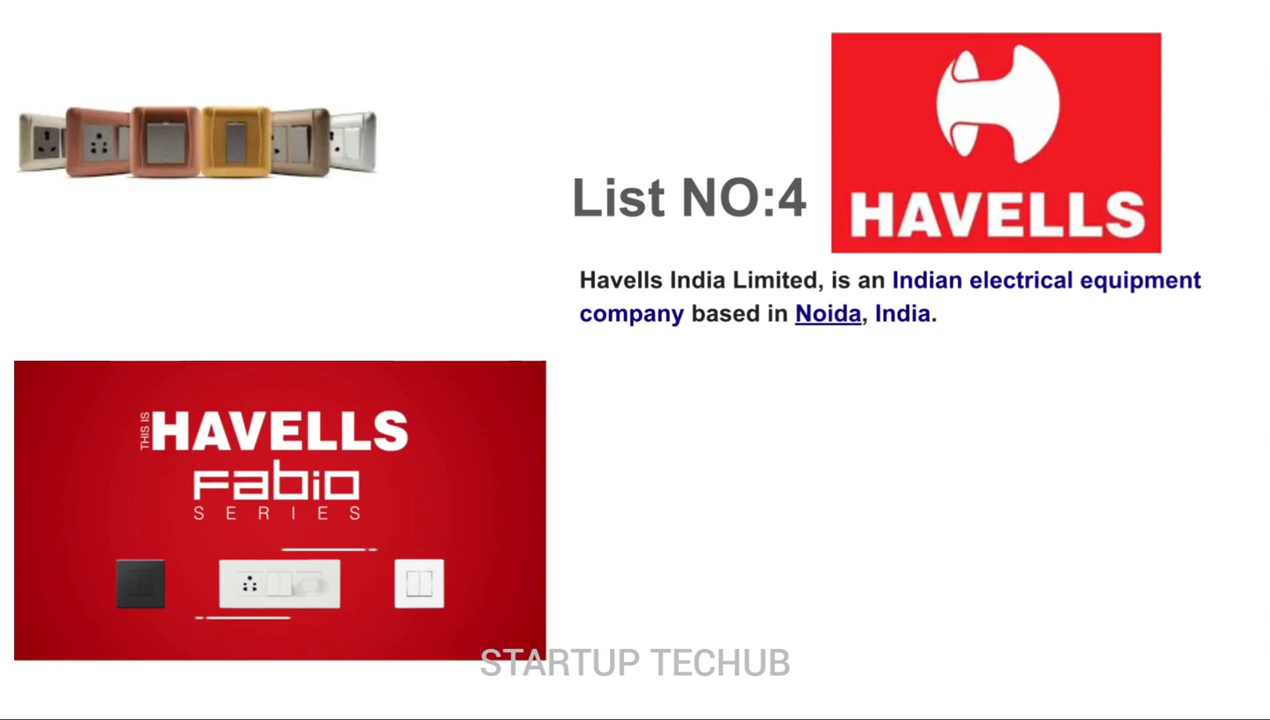 List NO:4
HAVELLS
Havells India Limited, is an Indian electrical equipment
company based in Noida, India.
THIS IS HAVELLS
Fabio
SERIES
STARTUP TECHUB